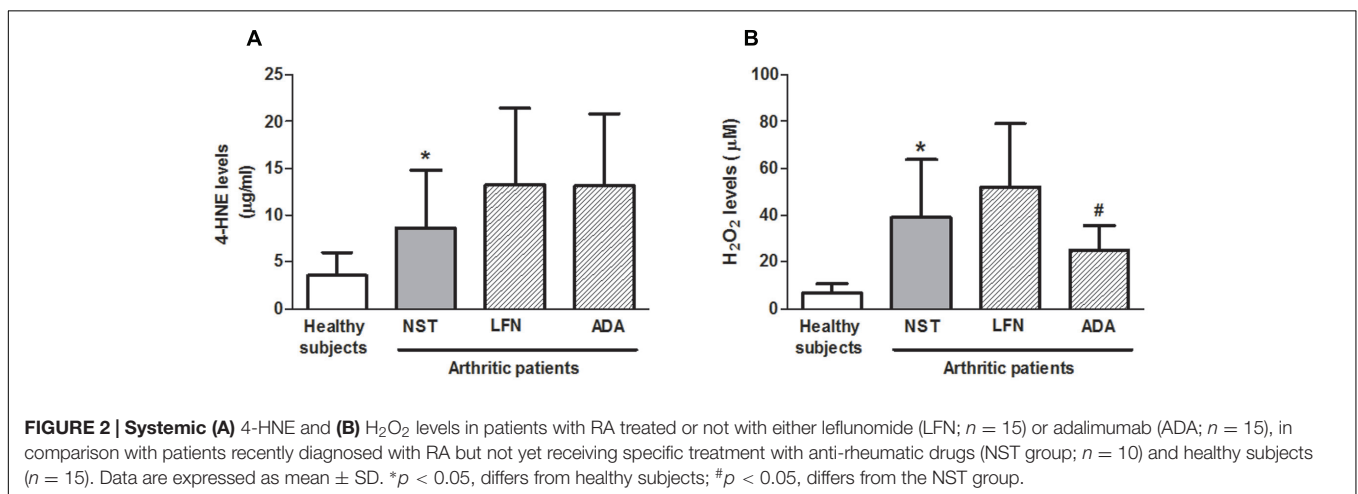 A
25
20
15
10
5
0
4-HNE levels
(µg/ml)
*
Healthy
subjects
NST
LFN
ADA
Arthritic patients
B
100
80
60
40
20
0
H₂O₂ levels ( µM)
*
#
Healthy
subjects
NST
LFN
ADA
Arthritic patients
FIGURE 2 | Systemic (A) 4-HNE and (B) H₂O₂ levels in patients with RA treated or not with either leflunomide (LFN; n = 15) or adalimumab (ADA; n = 15), in
comparison with patients recently diagnosed with RA but not yet receiving specific treatment with anti-rheumatic drugs (NST group; n = 10) and healthy subjects
(n = 15). Data are expressed as mean ± SD. *p < 0.05, differs from healthy subjects; #p < 0.05, differs from the NST group.